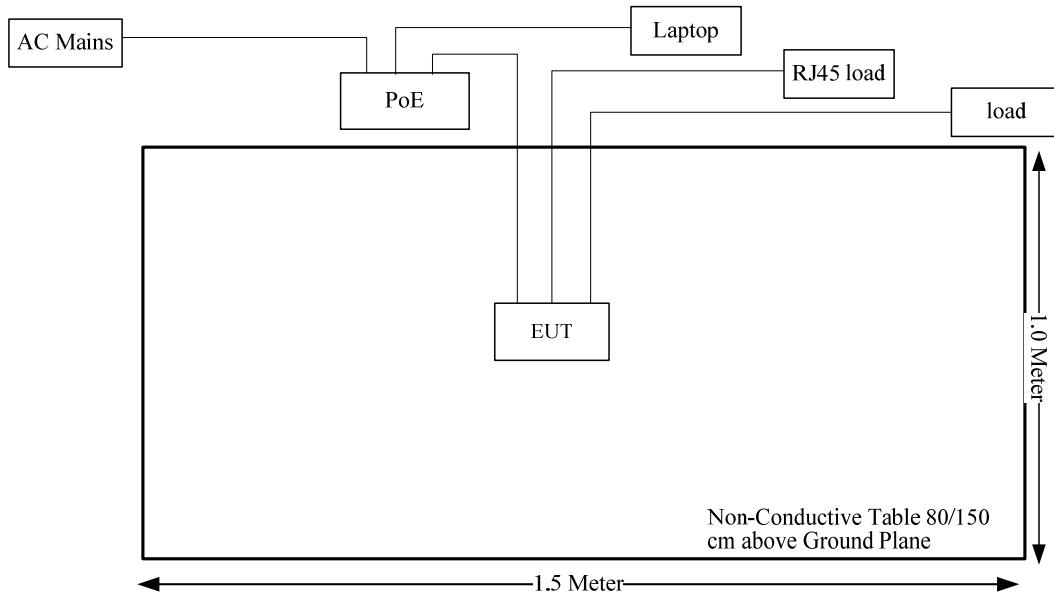 AC Mains
Laptop
PoE
RJ45 load
load
EUT
1.0 Meter
Non-Conductive Table 80/150
cm above Ground Plane
1.5 Meter